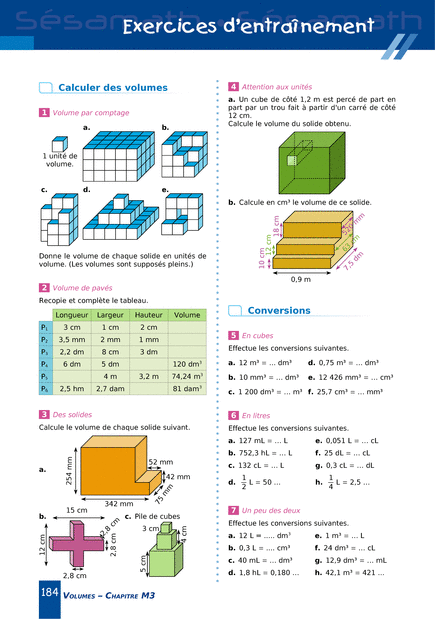 Sésamath
Sésamath
Exercices d'entraînement
Calculer des volumes
1 Volume par comptage
a.
b.
1 unité de
volume.
c.
d.
e.
Donne le volume de chaque solide en unités de
volume. (Les volumes sont supposés pleins.)
2 Volume de pavés
Recopie et complète le tableau.
Longueur Largeur Hauteur Volume
P₁ 3 cm 1 cm 2 cm
P₂ 3,5 mm 2 mm 1 mm
P₃ 2,2 dm 8 cm 3 dm
P₄ 6 dm 5 dm 120 dm³
P₅ 4 m 3,2 m 74,24 m³
P₆ 2,5 hm 2,7 dam 81 dam³
3 Des solides
Calcule le volume de chaque solide suivant.
a.
254 mm
52 mm
42 mm
75 mm
342 mm
b.
15 cm
12 cm
2,8 cm
2,8 cm
2,8 cm
c. Pile de cubes
3 cm
4 cm
5 cm
4 Attention aux unités
a. Un cube de côté 1,2 m est percé de part en
part par un trou fait à partir d'un carré de côté
12 cm.
Calcule le volume du solide obtenu.
b. Calcule en cm³ le volume de ce solide.
18 cm
12 cm
10 cm
63 cm
7,5 dm
0,9 m
Conversions
5 En cubes
Effectue les conversions suivantes.
a. 12 m³ = ... dm³ d. 0,75 m³ = ... dm³
b. 10 mm³ = ... dm³ e. 12 426 mm³ = ... cm³
c. 1 200 dm³ = ... m³ f. 25,7 cm³ = ... mm³
6 En litres
Effectue les conversions suivantes.
a. 127 mL = ... L e. 0,051 L = ... cL
b. 752,3 hL = ... L f. 25 dL = ... cL
c. 132 cL = ... L g. 0,3 cL = ... dL
d. 1/2 L = 50 ... h. 1/4 L = 2,5 ...
7 Un peu des deux
Effectue les conversions suivantes.
a. 12 L = ..... dm³ e. 1 m³ = ... L
b. 0,3 L = .... cm³ f. 24 dm³ = ... cL
c. 40 mL = ... dm³ g. 12,9 dm³ = ... mL
d. 1,8 hL = 0,180 ... h. 42,1 m³ = 421 ...
184 Volumes – Chapitre M3